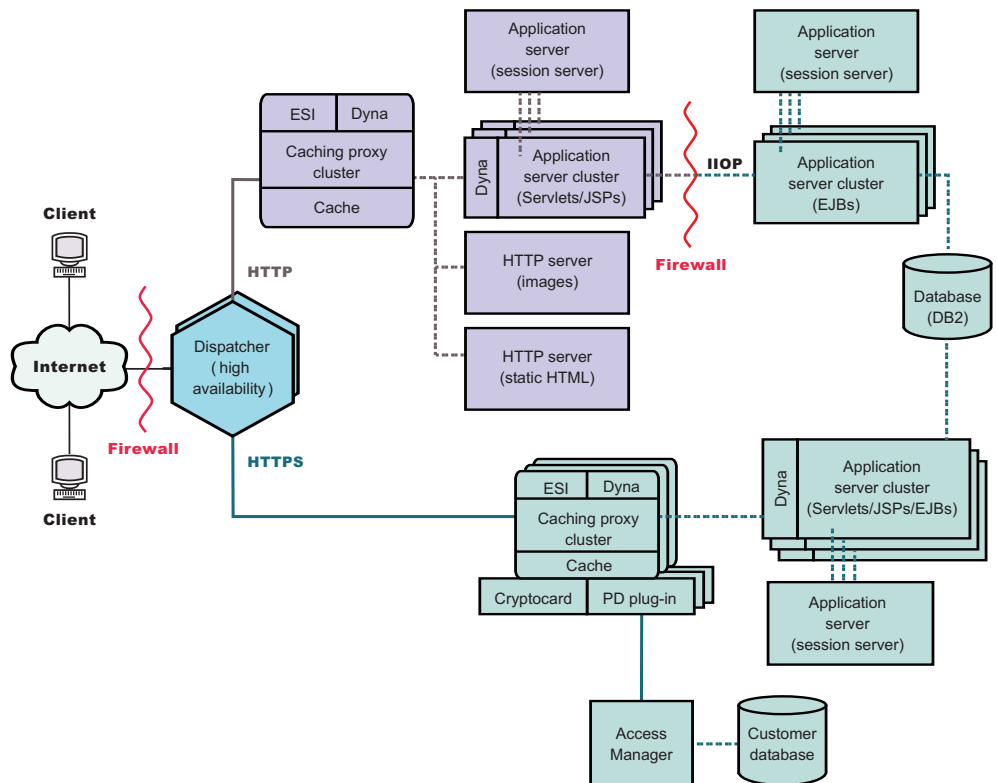 Application
server
(session server)
Application
server
(session server)
ESI
Dyna
Caching proxy
cluster
Cache
Dyna
Application
server cluster
(Servlets/JSPs)
IIOP
Application
server cluster
(EJBs)
Client
HTTP
HTTP server
(images)
Firewall
Database
(DB2)
Internet
Dispatcher
( high
availability )
HTTP server
(static HTML)
Firewall
HTTPS
Client
ESI
Dyna
Caching proxy
cluster
Cache
Cryptocard
PD plug-in
Dyna
Application
server cluster
(Servlets/JSPs/EJBs)
Application
server
(session server)
Access
Manager
Customer
database